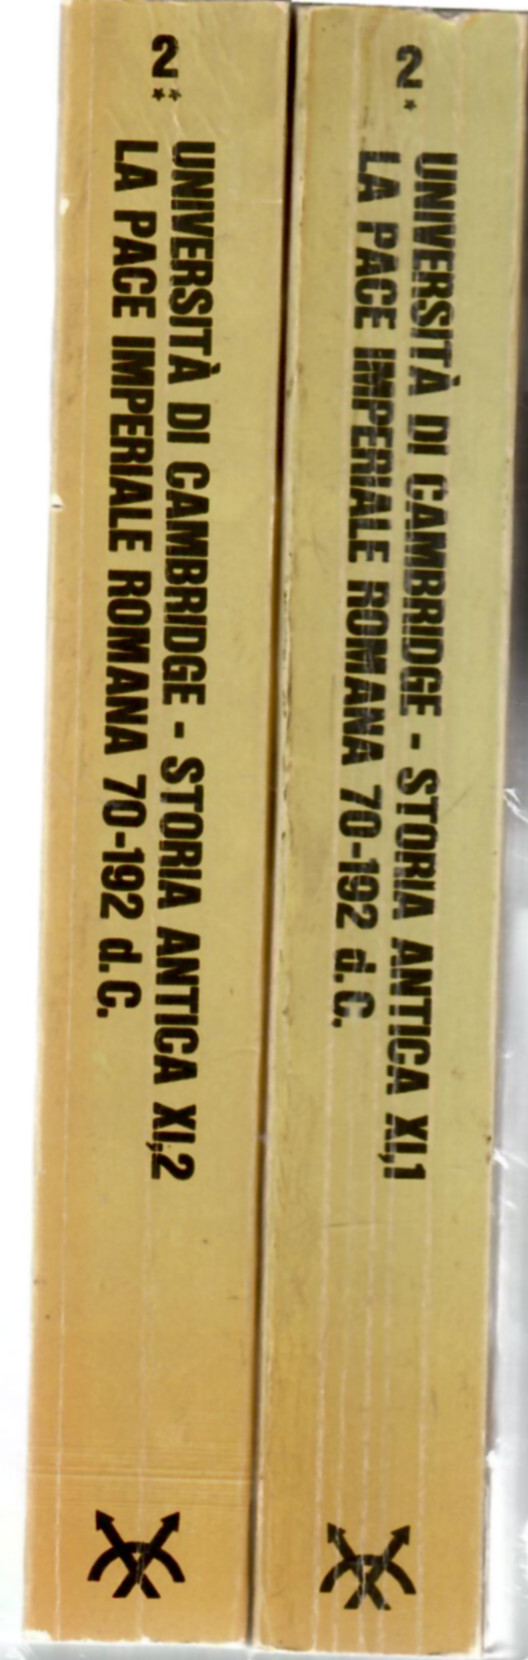 2**
UNIVERSITÀ DI CAMBRIDGE - STORIA ANTICA XI,2
LA PACE IMPERIALE ROMANA 70-192 d.C.
2*
UNIVERSITÀ DI CAMBRIDGE - STORIA ANTICA XI,1
LA PACE IMPERIALE ROMANA 70-192 d.C.